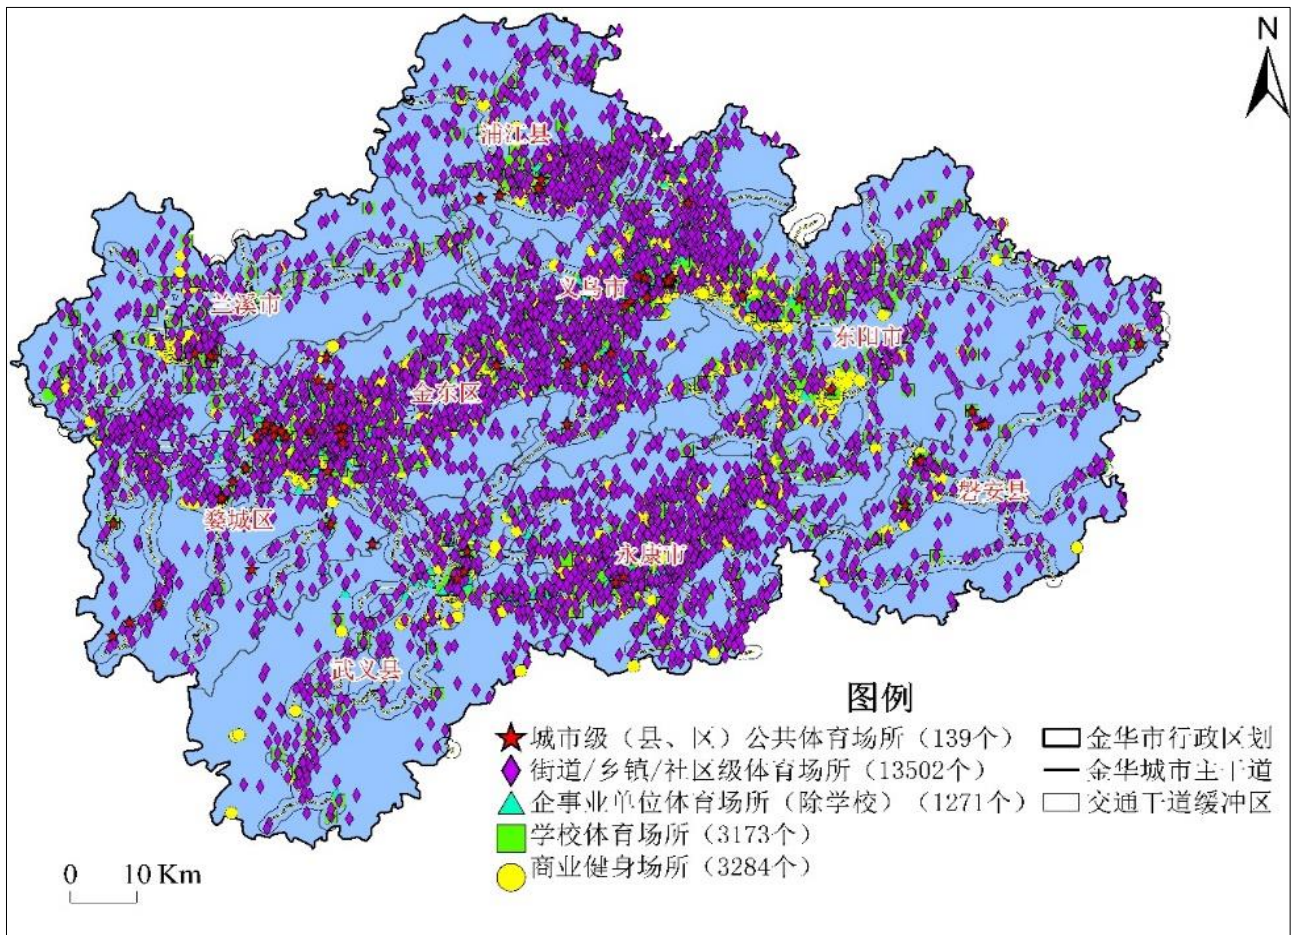 N
浦江县
兰溪市
义乌市
东阳市
金东区
婺城区
磐安县
永康市
武义县
图例
城市级（县、区）公共体育场所（139个）
金华市行政区划
街道/乡镇/社区级体育场所（13502个）
金华城市主干道
企事业单位体育场所（除学校）（1271个）
交通干道缓冲区
学校体育场所（3173个）
商业健身场所（3284个）
0 10 Km